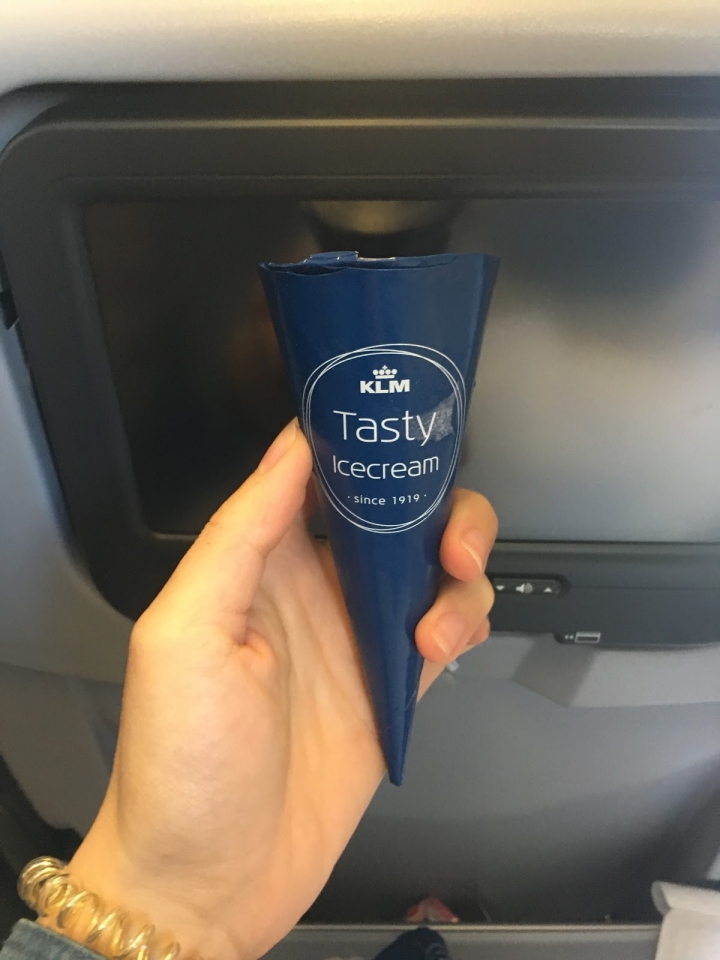 KLM
Tasty
Icecream
· since 1919 ·